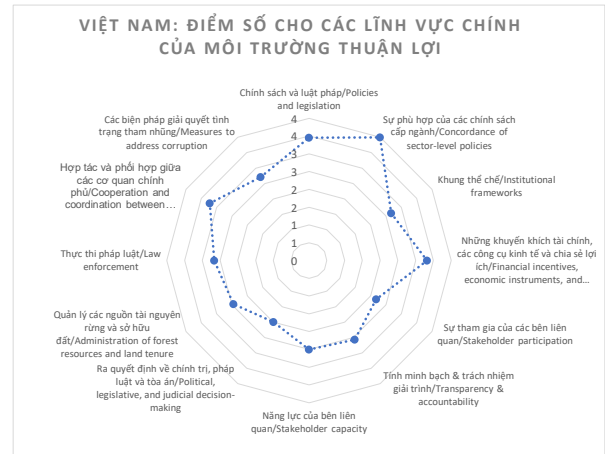 VIỆT NAM: ĐIỂM SỐ CHO CÁC LĨNH VỰC CHÍNH
CỦA MÔI TRƯỜNG THUẬN LỢI
Chính sách và luật pháp/Policies
and legislation
Sự phù hợp của các chính sách
cấp ngành/Concordance of
sector-level policies
Khung thể chế/Institutional
frameworks
Những khuyến khích tài chính,
các công cụ kinh tế và chia sẻ lợi
ích/Financial incentives,
economic instruments, and...
Sự tham gia của các bên liên
quan/Stakeholder participation
Tính minh bạch & trách nhiệm
giải trình/Transparency &
accountability
Năng lực của bên liên
quan/Stakeholder capacity
Ra quyết định về chính trị, pháp
luật và tòa án/Political,
legislative, and judicial decision-
making
Quản lý các nguồn tài nguyên
rừng và sở hữu
đất/Administration of forest
resources and land tenure
Thực thi pháp luật/Law
enforcement
Hợp tác và phối hợp giữa
các cơ quan chính
phủ/Cooperation and
coordination between...
Các biện pháp giải quyết tình
trạng tham nhũng/Measures to
address corruption
4
4
3
3
2
2
1
1
0